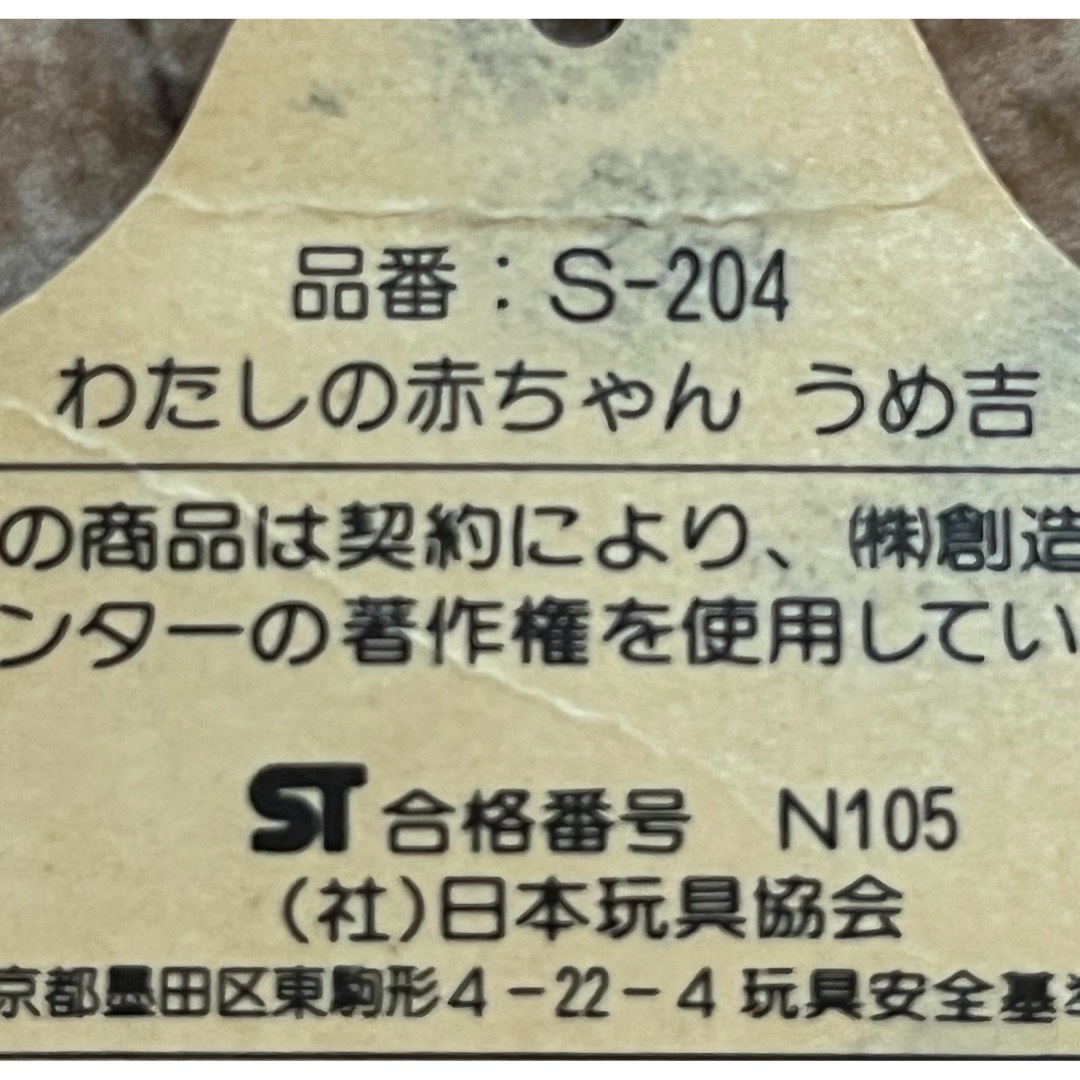 品番：S-204
わたしの赤ちゃん うめ吉
の商品は契約により、㈱創造
ンターの著作権を使用してい
ST 合格番号 N105
(社)日本玩具協会
京都墨田区東駒形4-22-4 玩具安全基準